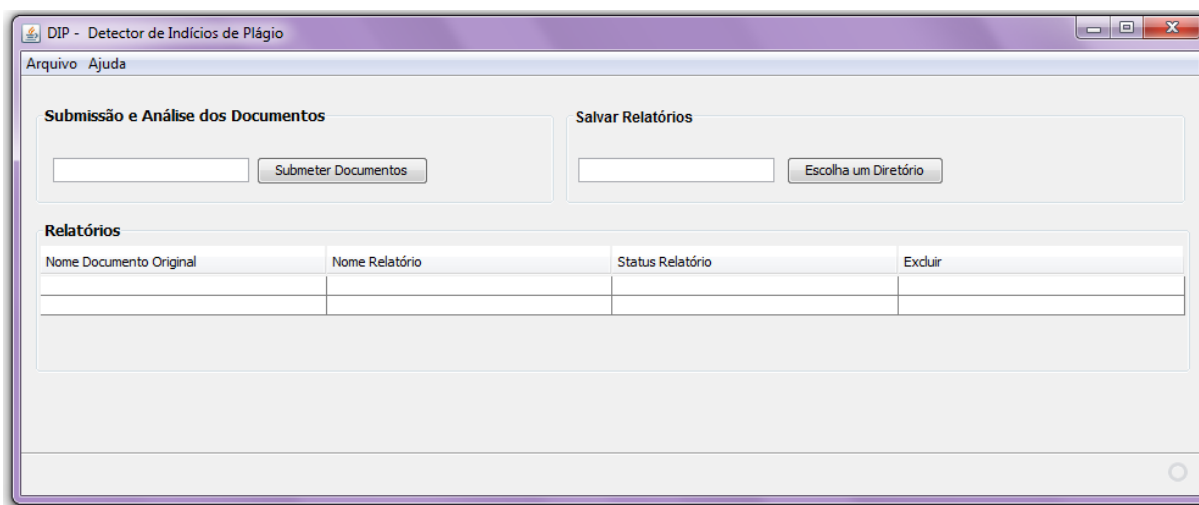 DIP - Detector de Indícios de Plágio
Arquivo Ajuda
Submissão e Análise dos Documentos
Submeter Documentos
Salvar Relatórios
Escolha um Diretório
Relatórios
Nome Documento Original Nome Relatório Status Relatório Excluir